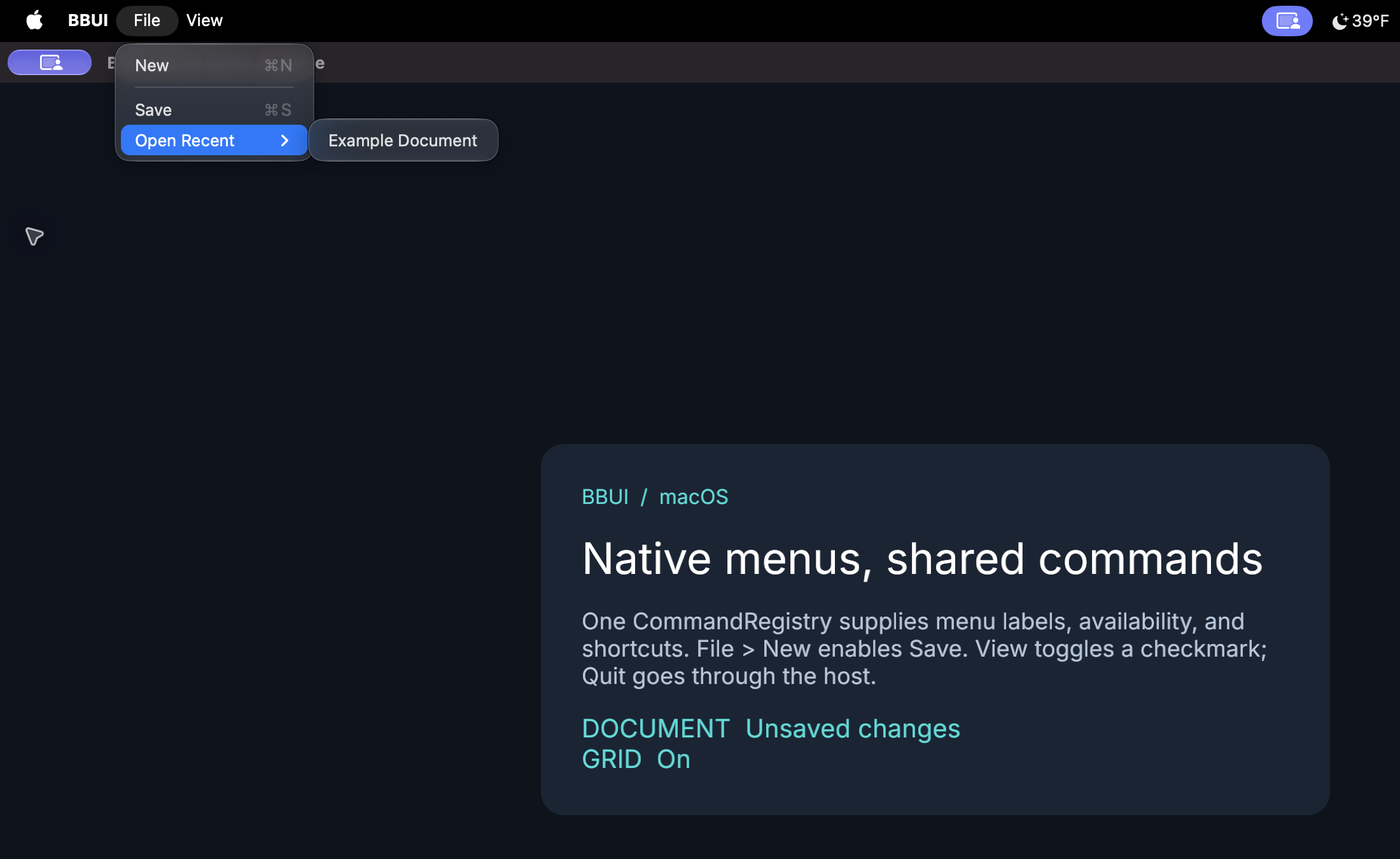 BBUI File View 39°F
New ⌘N
Save ⌘S
Open Recent
Example Document
BBUI / macOS
Native menus, shared commands
One CommandRegistry supplies menu labels, availability, and
shortcuts. File > New enables Save. View toggles a checkmark;
Quit goes through the host.
DOCUMENT Unsaved changes
GRID On